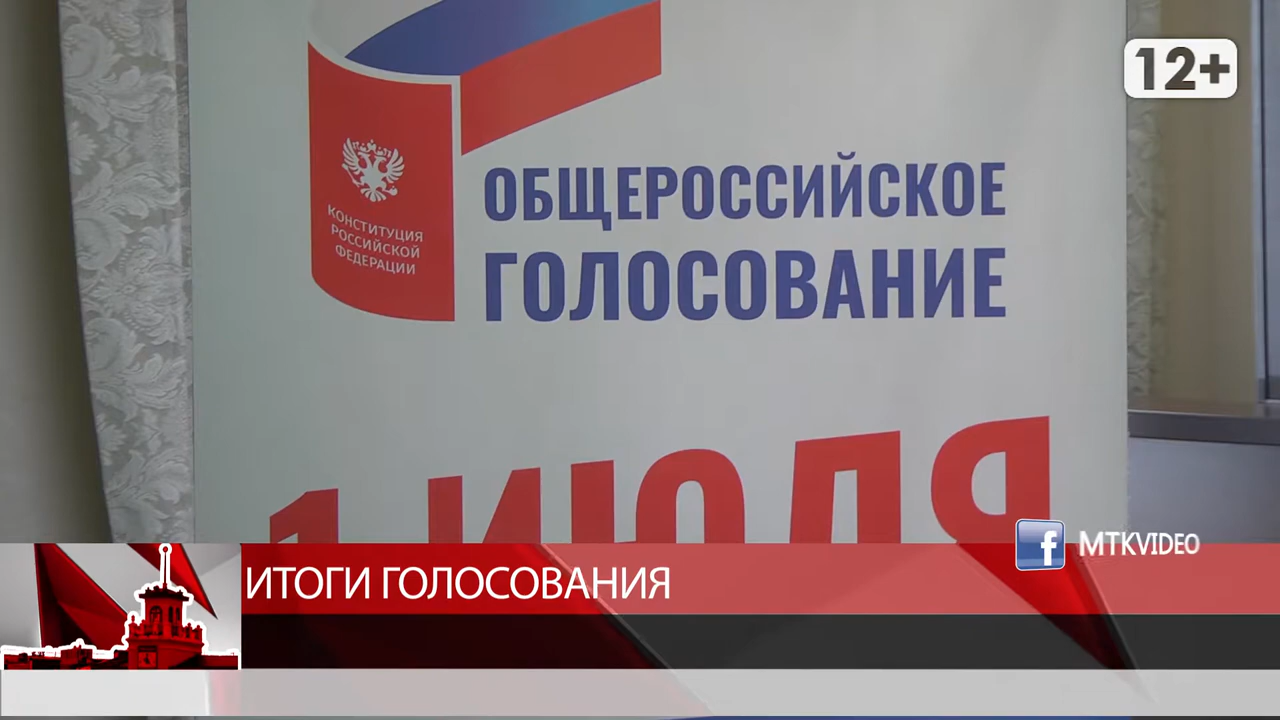 12+
ОБЩЕРОССИЙСКОЕ
ГОЛОСОВАНИЕ
КОНСТИТУЦИЯ
РОССИЙСКОЙ
ФЕДЕРАЦИИ
1 ИЮЛЯ
f MTKVIDEO
ИТОГИ ГОЛОСОВАНИЯ